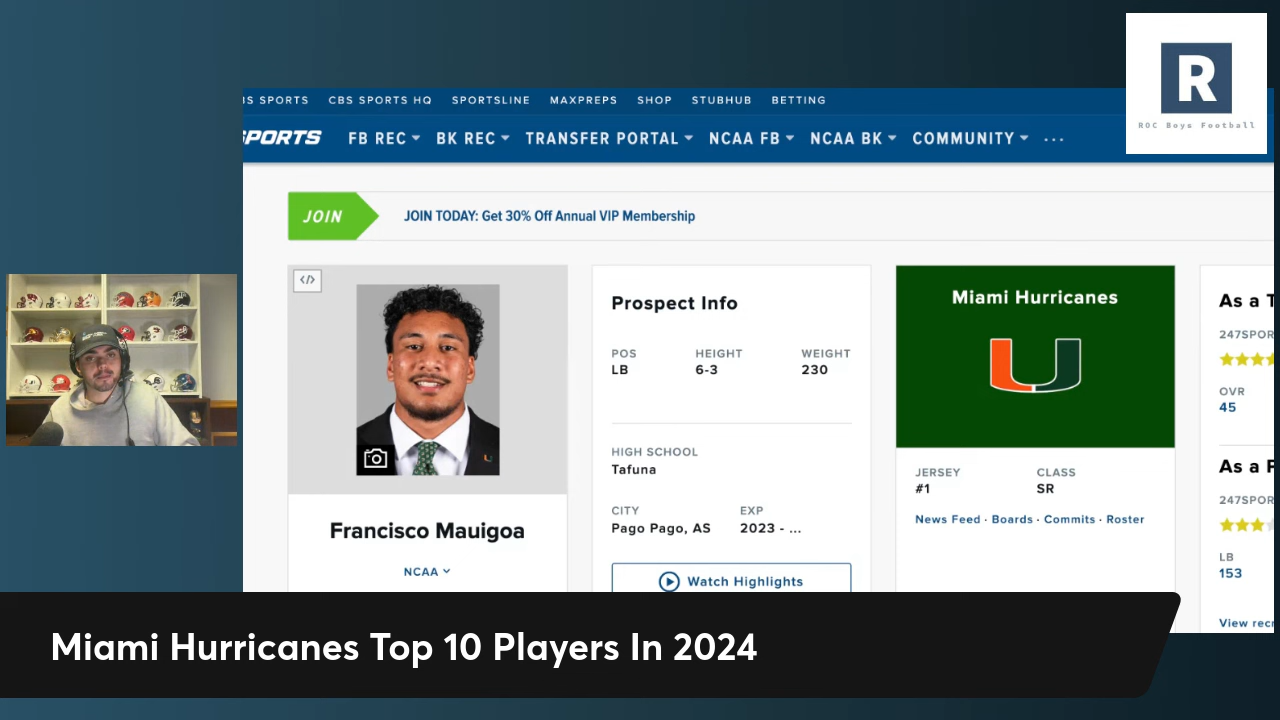 IS SPORTS CBS SPORTS HQ SPORTSLINE MAXPREPS SHOP STUBHUB BETTING
SPORTS FB REC BK REC TRANSFER PORTAL NCAA FB NCAA BK COMMUNITY ...
R
ROC Boys Football
JOIN JOIN TODAY: Get 30% Off Annual VIP Membership
</>
Francisco Mauigoa
NCAA
Prospect Info
POS HEIGHT WEIGHT
LB 6-3 230
HIGH SCHOOL
Tafuna
CITY EXP
Pago Pago, AS 2023 - ...
Watch Highlights
Miami Hurricanes
JERSEY CLASS
#1 SR
News Feed · Boards · Commits · Roster
As a T
247SPOR
OVR
45
As a P
247SPOR
LB
153
View recr
Miami Hurricanes Top 10 Players In 2024